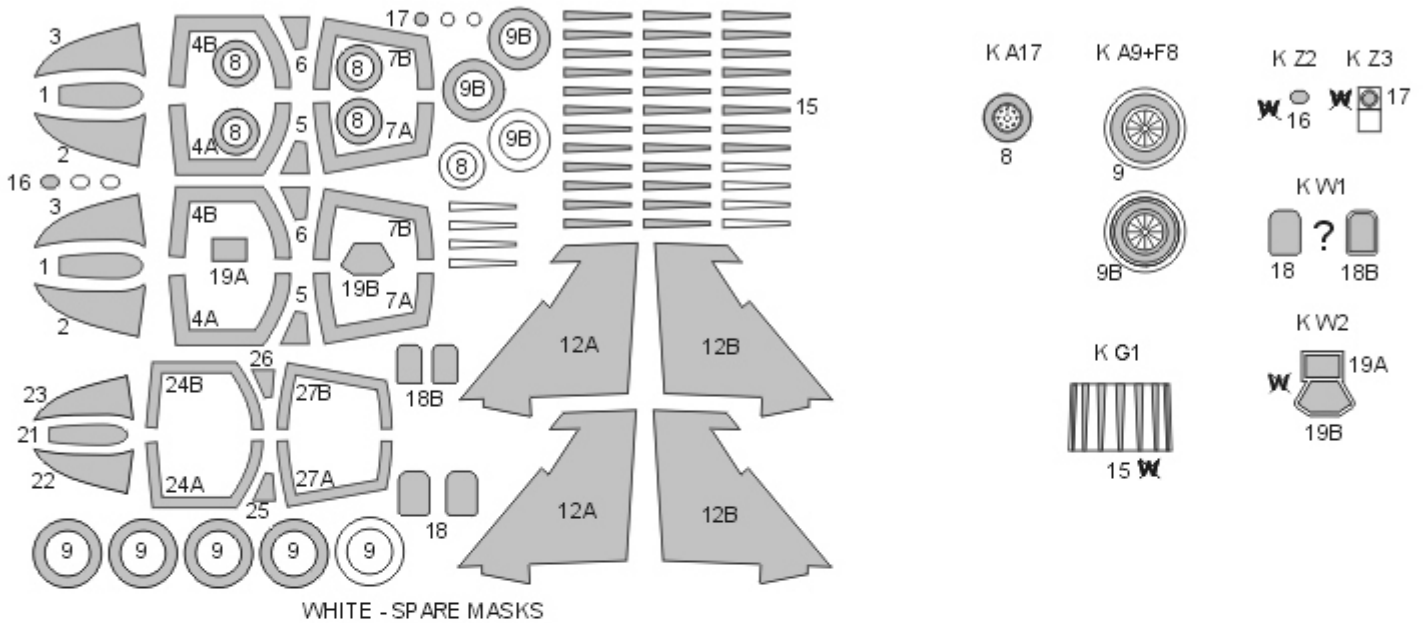 3 4B 8 6 8 7B 17 9B
1 9B 15
2 4A 8 5 8 7A 8 9B
16
3 4B 6 7B
1 19A 19B
2 4A 5 7A
12A 12B
23 24B 26 27B 18B
21
22 24A 25 27A 18
12A 12B
9 9 9 9 9
WHITE - SPARE MASKS
K A17 K A9+F8 K Z2 K Z3
8 9 W 16 W 17
K W1
9B 18 ? 18B
K G1 K W2
15 W W 19A
19B